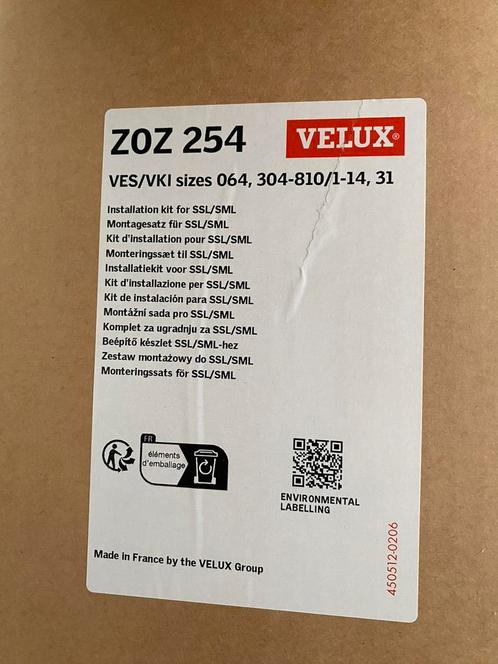 ZOZ 254
VELUX®
VES/VKI sizes 064, 304-810/1-14, 31
Installation kit for SSL/SML
Montagesatz für SSL/SML
Kit d'installation pour SSL/SML
Monteringssæt til SSL/SML
Installatiekit voor SSL/SML
Kit d'installazione per SSL/SML
Kit de instalación para SSL/SML
Montážní sada pro SSL/SML
Komplet za ugradnju za SSL/SML
Beépítő készlet SSL/SML-hez
Zestaw montażowy do SSL/SML
Monteringssats för SSL/SML
FR
éléments
d'emballage
ENVIRONMENTAL
LABELLING
Made in France by the VELUX Group
450512-0206